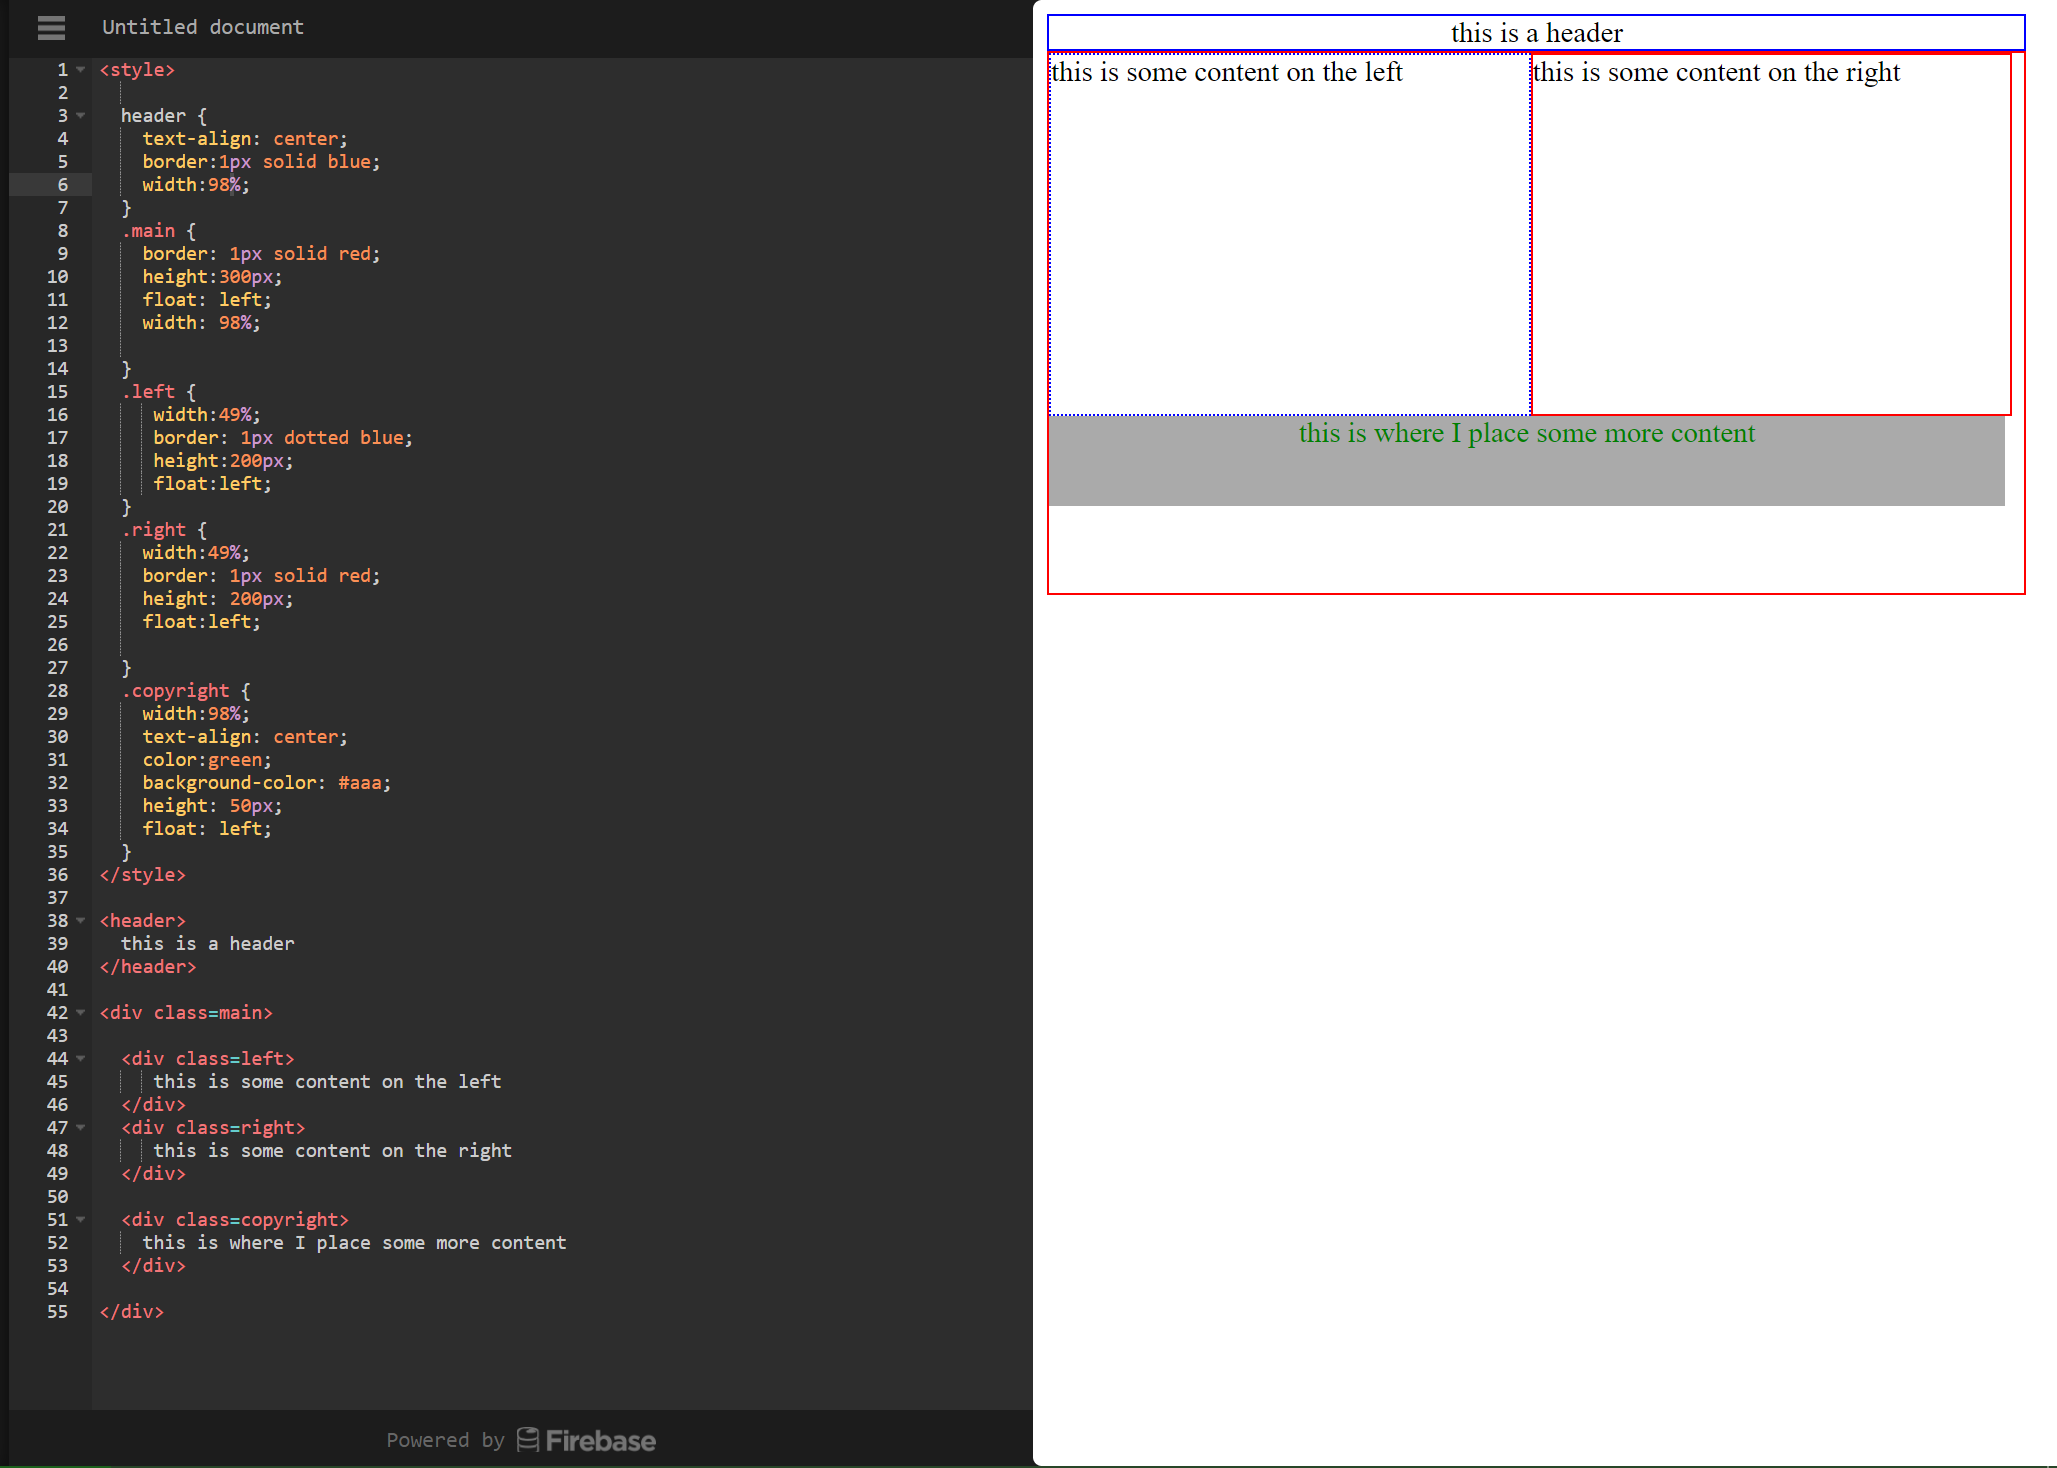 Untitled document
1 <style>
2
3 header {
4 text-align: center;
5 border:1px solid blue;
6 width:98%;
7 }
8 .main {
9 border: 1px solid red;
10 height:300px;
11 float: left;
12 width: 98%;
13
14 }
15 .left {
16 width:49%;
17 border: 1px dotted blue;
18 height:200px;
19 float:left;
20 }
21 .right {
22 width:49%;
23 border: 1px solid red;
24 height: 200px;
25 float:left;
26
27 }
28 .copyright {
29 width:98%;
30 text-align: center;
31 color:green;
32 background-color: #aaa;
33 height: 50px;
34 float: left;
35 }
36 </style>
37
38 <header>
39 this is a header
40 </header>
41
42 <div class=main>
43
44 <div class=left>
45 this is some content on the left
46 </div>
47 <div class=right>
48 this is some content on the right
49 </div>
50
51 <div class=copyright>
52 this is where I place some more content
53 </div>
54
55 </div>
Powered by Firebase
this is a header
this is some content on the left
this is some content on the right
this is where I place some more content